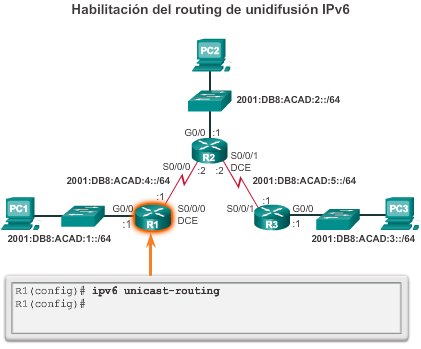 Habilitación del routing de unidifusión IPv6
PC2
2001:DB8:ACAD:2::/64
G0/0 :1
R2
S0/0/0 :2 :2 S0/0/1
DCE
2001:DB8:ACAD:4::/64
2001:DB8:ACAD:5::/64
PC1
G0/0 :1
:1 S0/0/0
DCE
R1
2001:DB8:ACAD:1::/64
S0/0/1 :1
R3
G0/0
:1
PC3
2001:DB8:ACAD:3::/64
R1(config)# ipv6 unicast-routing
R1(config)#